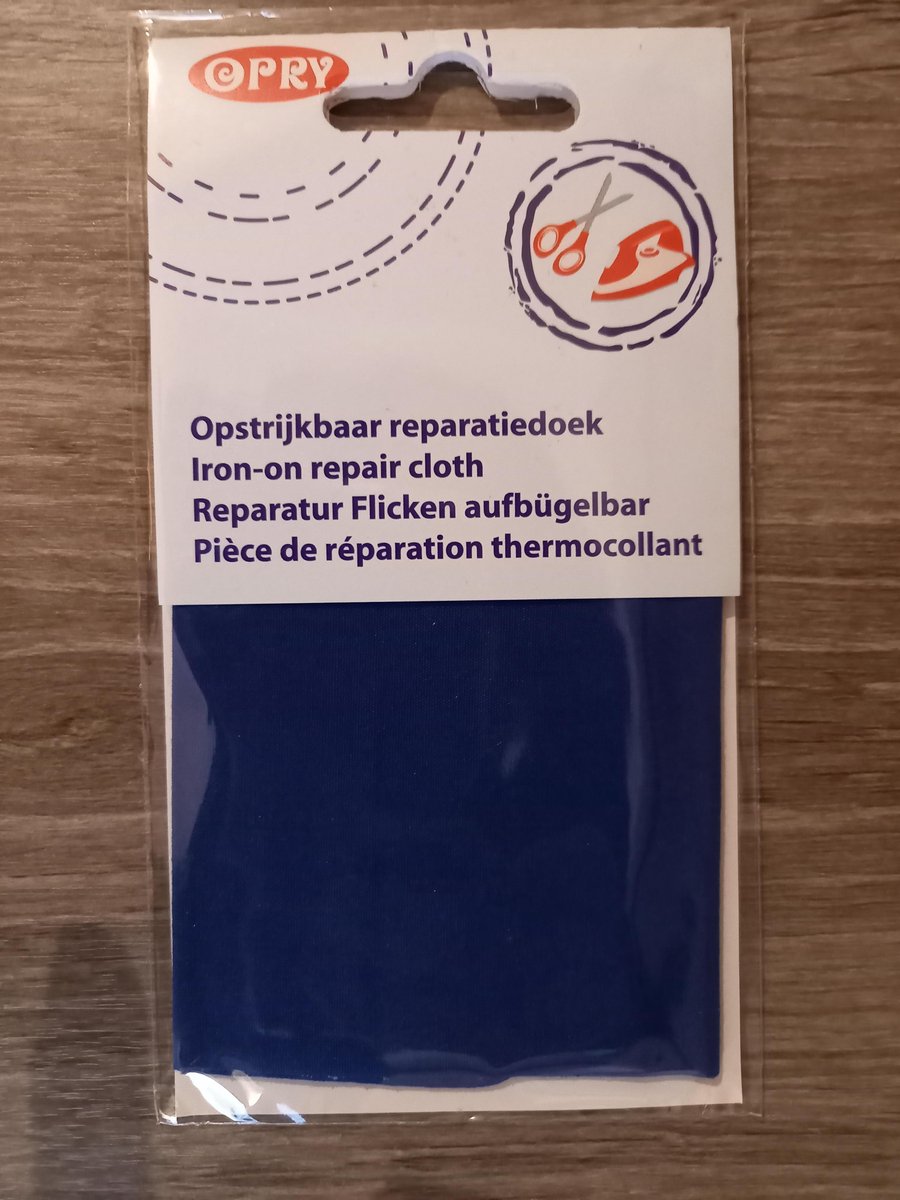 OPRY
Opstrijkbaar reparatiedoek
Iron-on repair cloth
Reparatur Flicken aufbügelbar
Pièce de réparation thermocollant